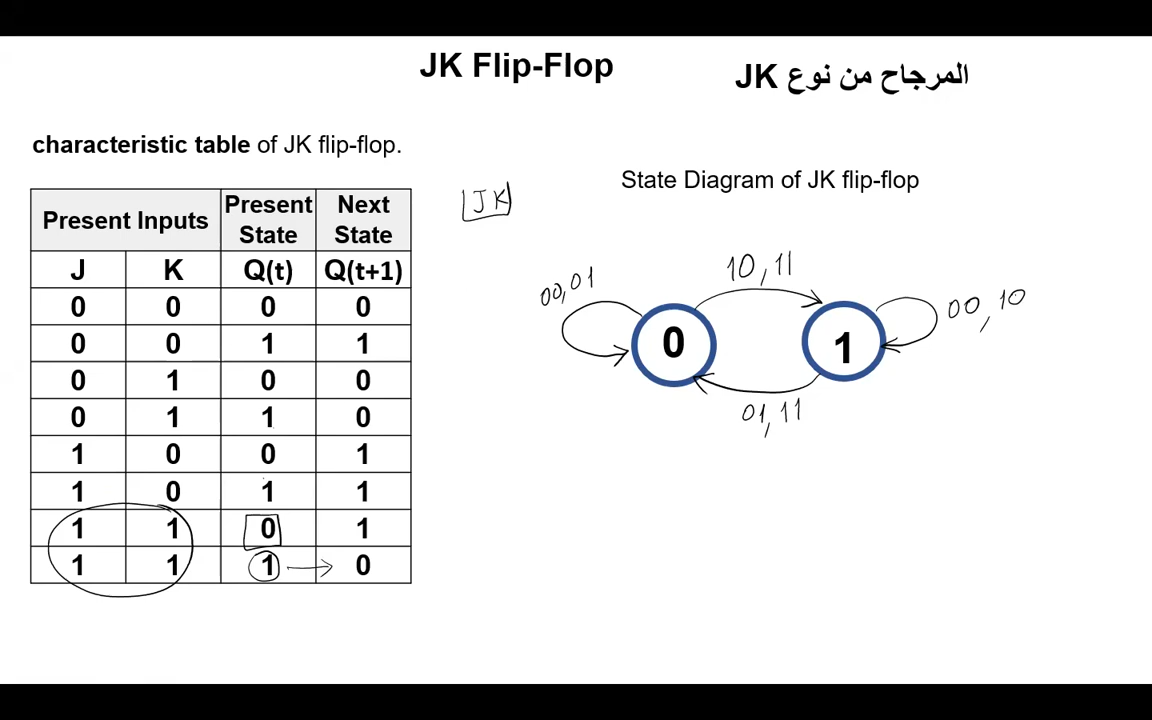 JK Flip-Flop
المرجاح من نوع JK
characteristic table of JK flip-flop.
Present Inputs Present State Next State
J K Q(t) Q(t+1)
0 0 0 0
0 0 1 1
0 1 0 0
0 1 1 0
1 0 0 1
1 0 1 1
1 1 0 1
1 1 1 0
JK
State Diagram of JK flip-flop
00,01
10,11
0
1
00,10
01,11